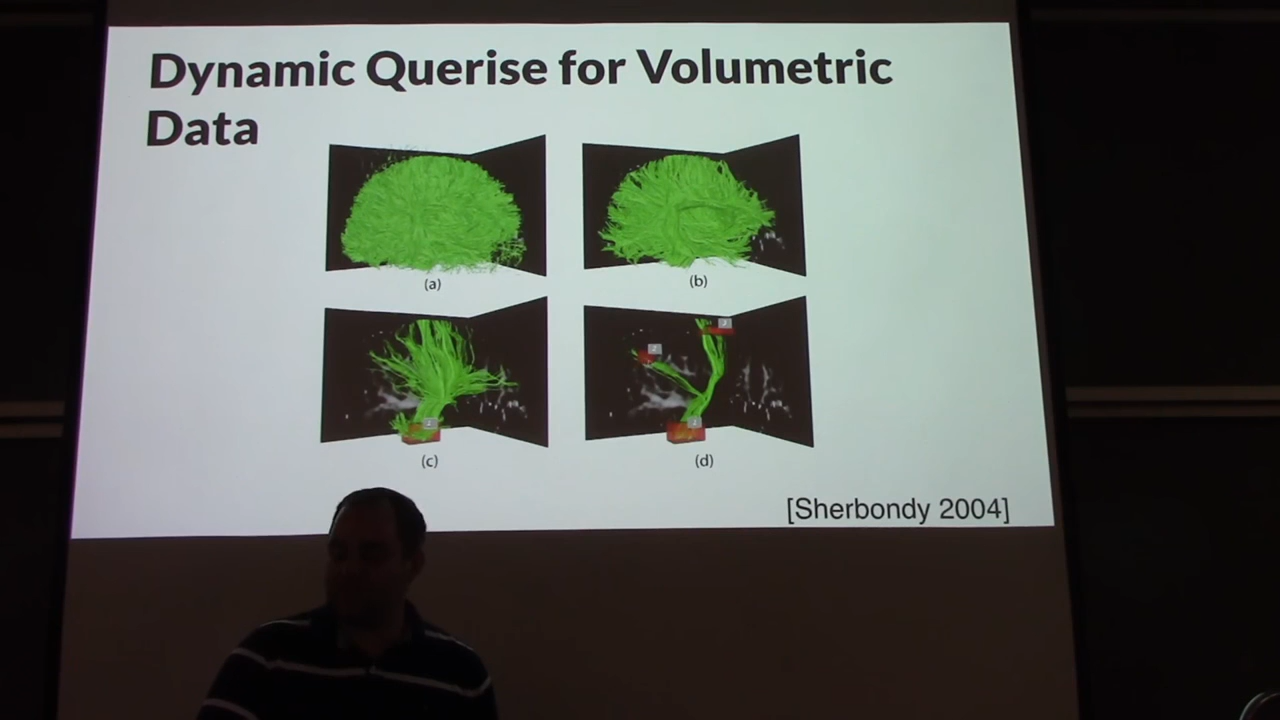 Dynamic Querise for Volumetric
Data
(a)
(b)
(c)
(d)
[Sherbondy 2004]